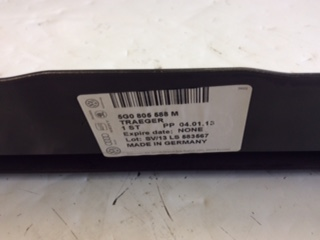 5G0 805 588 M
TRAEGER
1 ST PP 04.01.13
Expire date: NONE
Lot: SV/13 LS 883567
MADE IN GERMANY